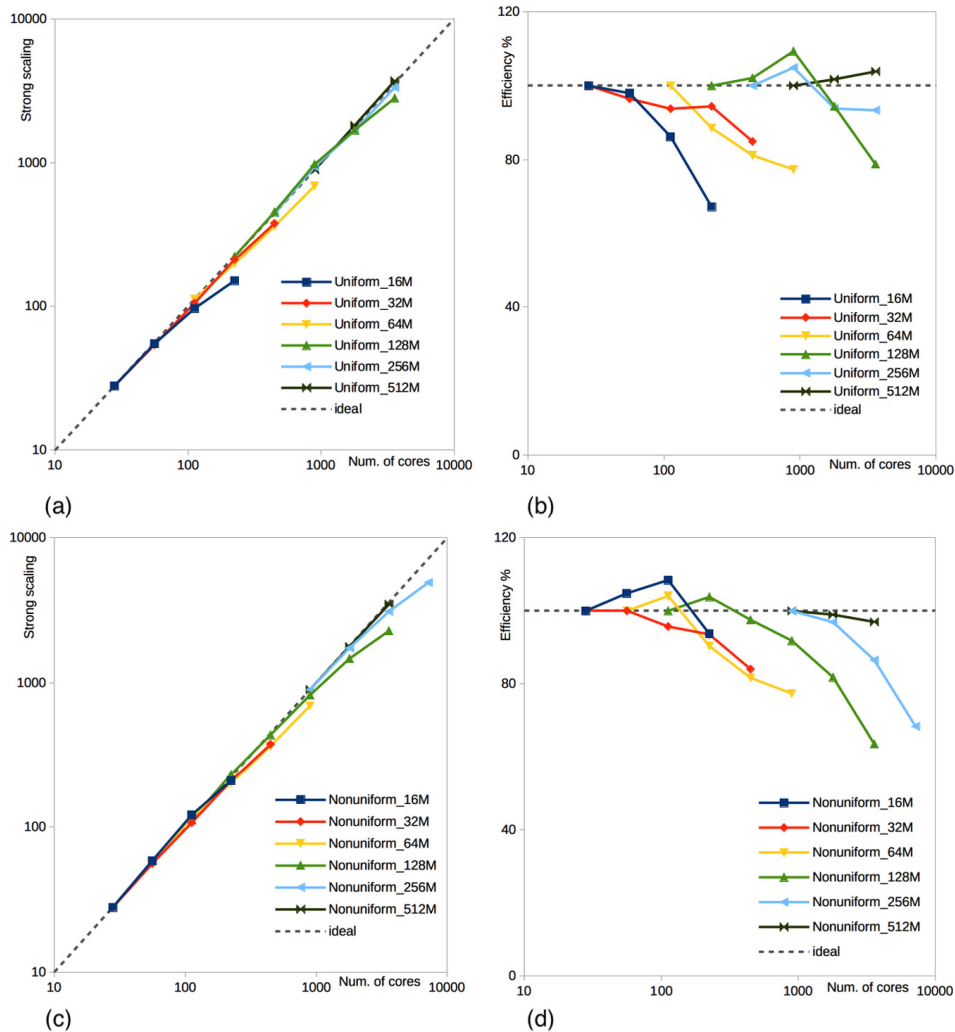 10000
Strong scaling
1000
100
10
10
100
1000
10000
Num. of cores
Uniform_16M
Uniform_32M
Uniform_64M
Uniform_128M
Uniform_256M
Uniform_512M
ideal
(a)
120
Efficiency %
80
40
0
10
100
1000
10000
Num. of cores
Uniform_16M
Uniform_32M
Uniform_64M
Uniform_128M
Uniform_256M
Uniform_512M
ideal
(b)
10000
Strong scaling
1000
100
10
10
100
1000
10000
Num. of cores
Nonuniform_16M
Nonuniform_32M
Nonuniform_64M
Nonuniform_128M
Nonuniform_256M
Nonuniform_512M
ideal
(c)
120
Efficiency %
80
40
0
10
100
1000
10000
Num. of cores
Nonuniform_16M
Nonuniform_32M
Nonuniform_64M
Nonuniform_128M
Nonuniform_256M
Nonuniform_512M
ideal
(d)